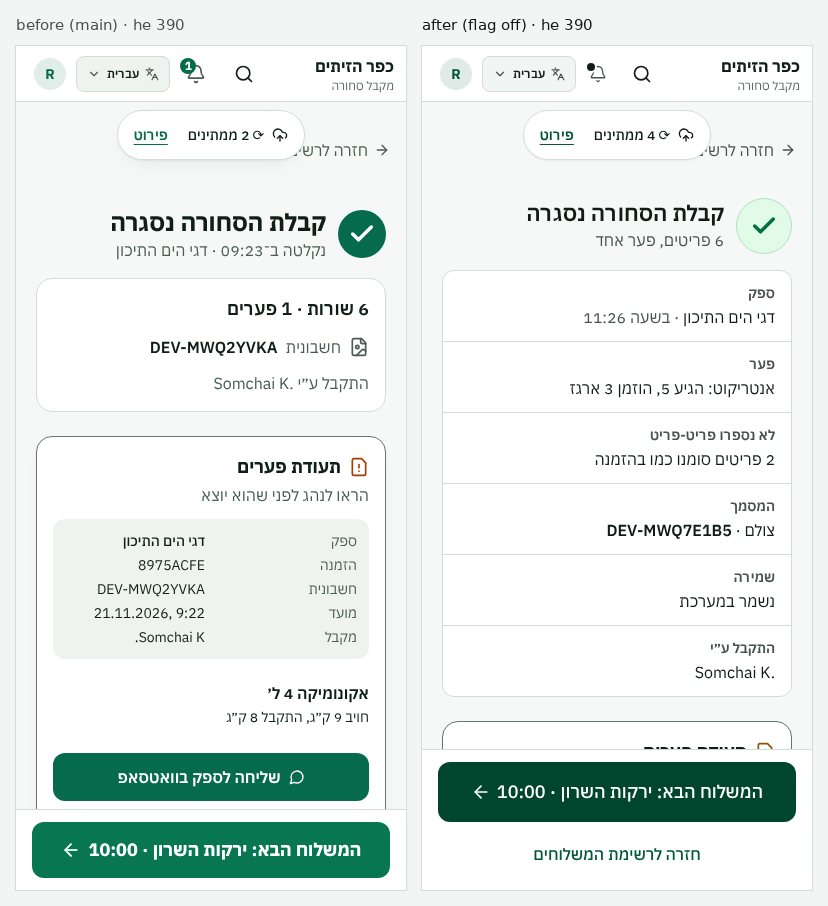 before (main) · he 390
כפר הזיתים
מקבל סחורה
1
עברית
R
חזרה לרשי
⟳ 2 ממתינים
פירוט
קבלת הסחורה נסגרה
נקלטה ב־09:23 · דגי הים התיכון
6 שורות · 1 פערים
חשבונית DEV-MWQ2YVKA
התקבל ע״י Somchai K.
תעודת פערים
הראו לנהג לפני שהוא יוצא
ספק דגי הים התיכון
הזמנה 8975ACFE
חשבונית DEV-MWQ2YVKA
מועד 21.11.2026, 9:22
מקבל Somchai K.
אקונומיקה 4 ל׳
חויב 9 ק״ג, התקבל 8 ק״ג
שליחה לספק בוואטסאפ
המשלוח הבא: ירקות השרון · 10:00 ←
after (flag off) · he 390
כפר הזיתים
מקבל סחורה
עברית
R
חזרה לרשי
⟳ 4 ממתינים
פירוט
קבלת הסחורה נסגרה
6 פריטים, פער אחד
ספק
דגי הים התיכון · בשעה 11:26
פער
אנטריקוט: הגיע 5, הוזמן 3 ארגז
לא נספרו פריט-פריט
2 פריטים סומנו כמו בהזמנה
המסמך
צולם · DEV-MWQ7E1B5
שמירה
נשמר במערכת
התקבל ע״י
Somchai K.
תעודת פערים
המשלוח הבא: ירקות השרון · 10:00 ←
חזרה לרשימת המשלוחים